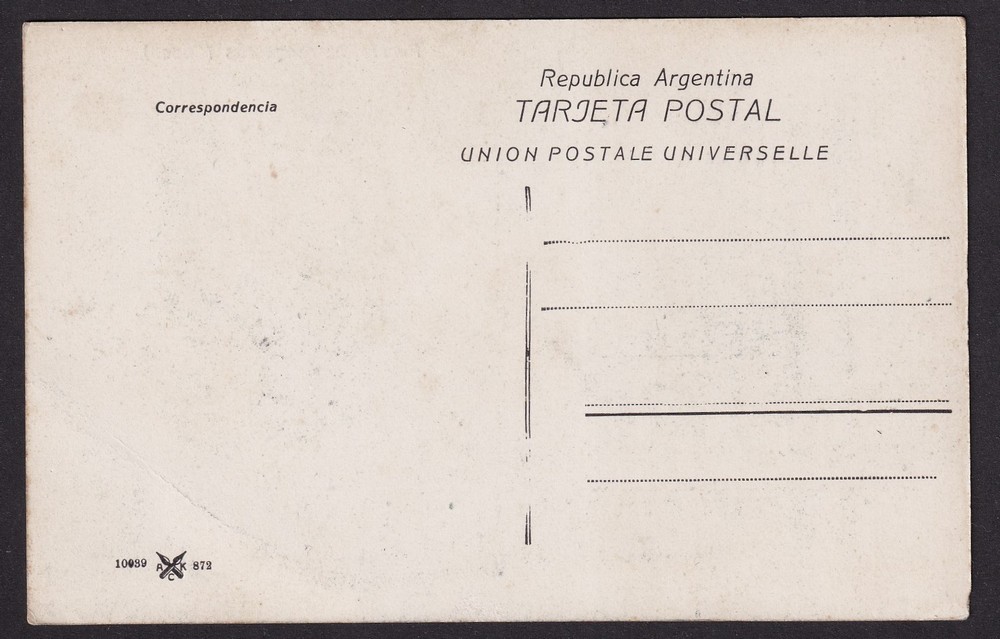 Republica Argentina
TARJETA POSTAL
UNION POSTALE UNIVERSELLE
Correspondencia
10039 A C K 872